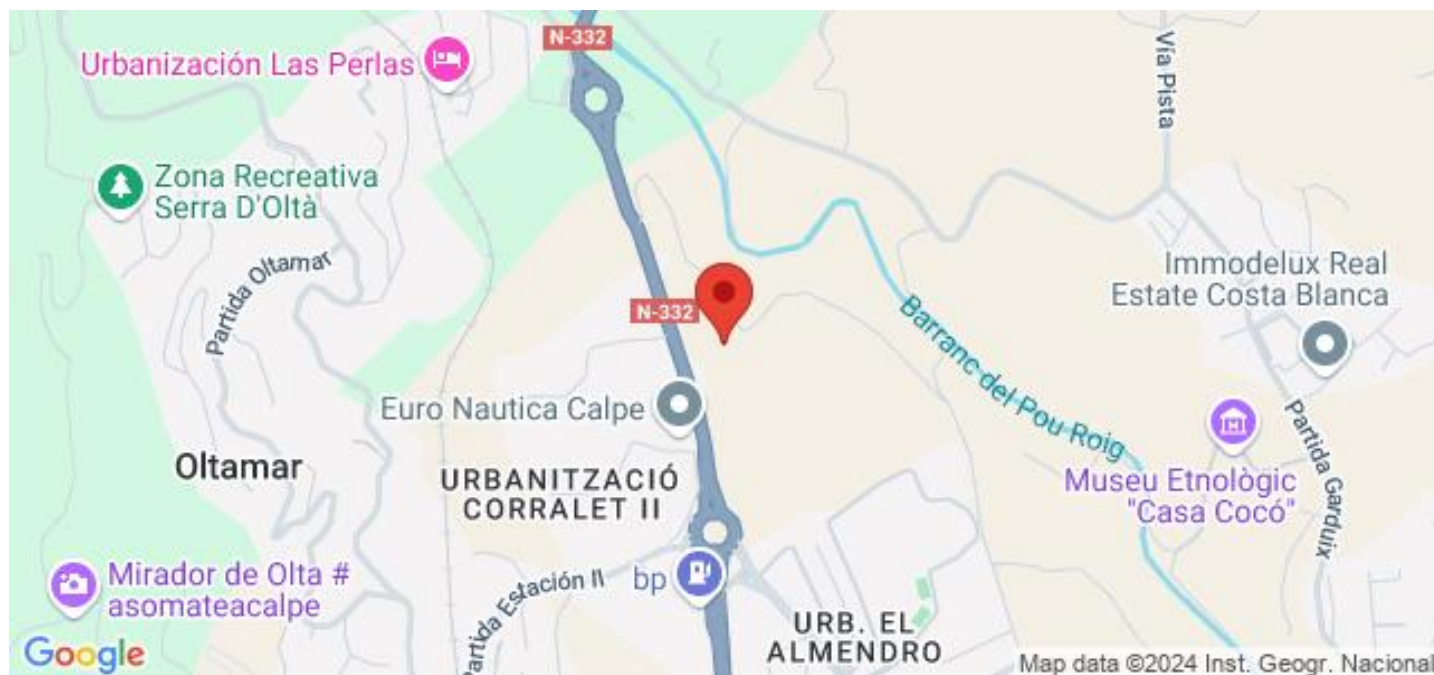 N-332
Vía Pista
Urbanización Las Perlas
Zona Recreativa
Serra D'Oltà
Partida Oltamar
Immodelux Real
Estate Costa Blanca
N-332
Barranc del Pou Roig
Euro Nautica Calpe
Partida Garduix
Oltamar
URBANITZACIÓ
CORRALET II
Museu Etnològic
"Casa Cocó"
Mirador de Olta #
asomateacalpe
Partida Estación II
bp
URB. EL
ALMENDRO
Google
Map data ©2024 Inst. Geogr. Nacional